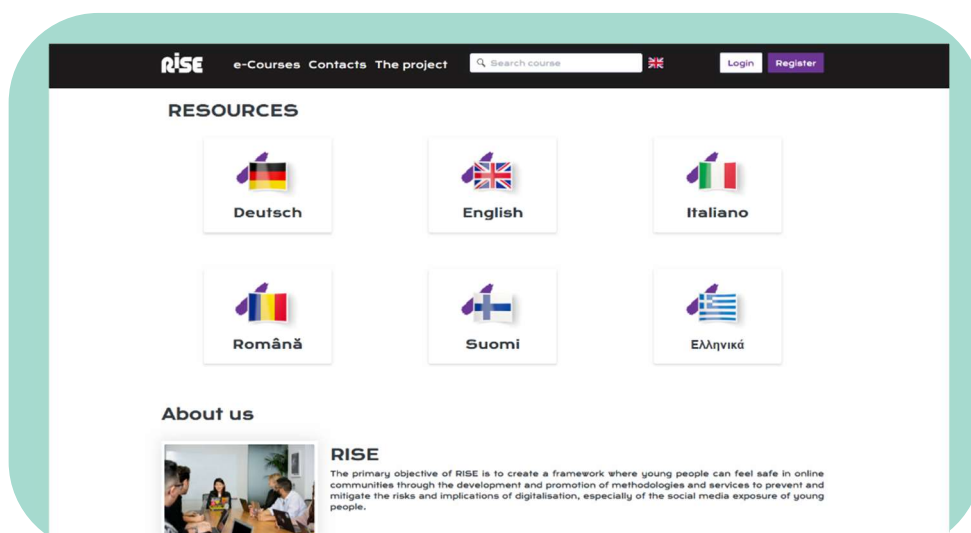 RiSE e-Courses Contacts The project Search course Login Register
RESOURCES
Deutsch English Italiano
Română Suomi Ελληνικά
About us
RISE
The primary objective of RISE is to create a framework where young people can feel safe in online
communities through the development and promotion of methodologies and services to prevent and
mitigate the risks and implications of digitalisation, especially of the social media exposure of young
people.